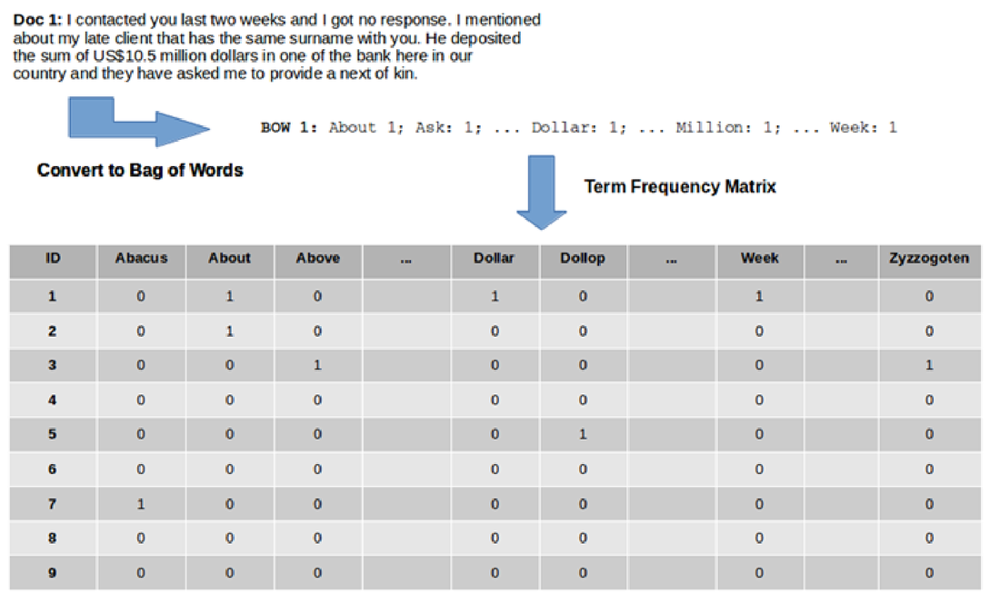 Doc 1: I contacted you last two weeks and I got no response. I mentioned
about my late client that has the same surname with you. He deposited
the sum of US$10.5 million dollars in one of the bank here in our
country and they have asked me to provide a next of kin.
BOW 1: About 1; Ask: 1; ... Dollar: 1; ... Million: 1; ... Week: 1
Convert to Bag of Words
Term Frequency Matrix
ID Abacus About Above ... Dollar Dollop ... Week ... Zyzzogoten
1 0 1 0 1 0 1 0
2 0 1 0 0 0 0 0
3 0 0 1 0 0 0 1
4 0 0 0 0 0 0 0
5 0 0 0 0 1 0 0
6 0 0 0 0 0 0 0
7 1 0 0 0 0 0 0
8 0 0 0 0 0 0 0
9 0 0 0 0 0 0 0